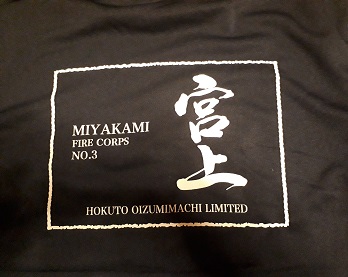 MIYAKAMI
FIRE CORPS
NO.3
宮上
HOKUTO OIZUMIMACHI LIMITED